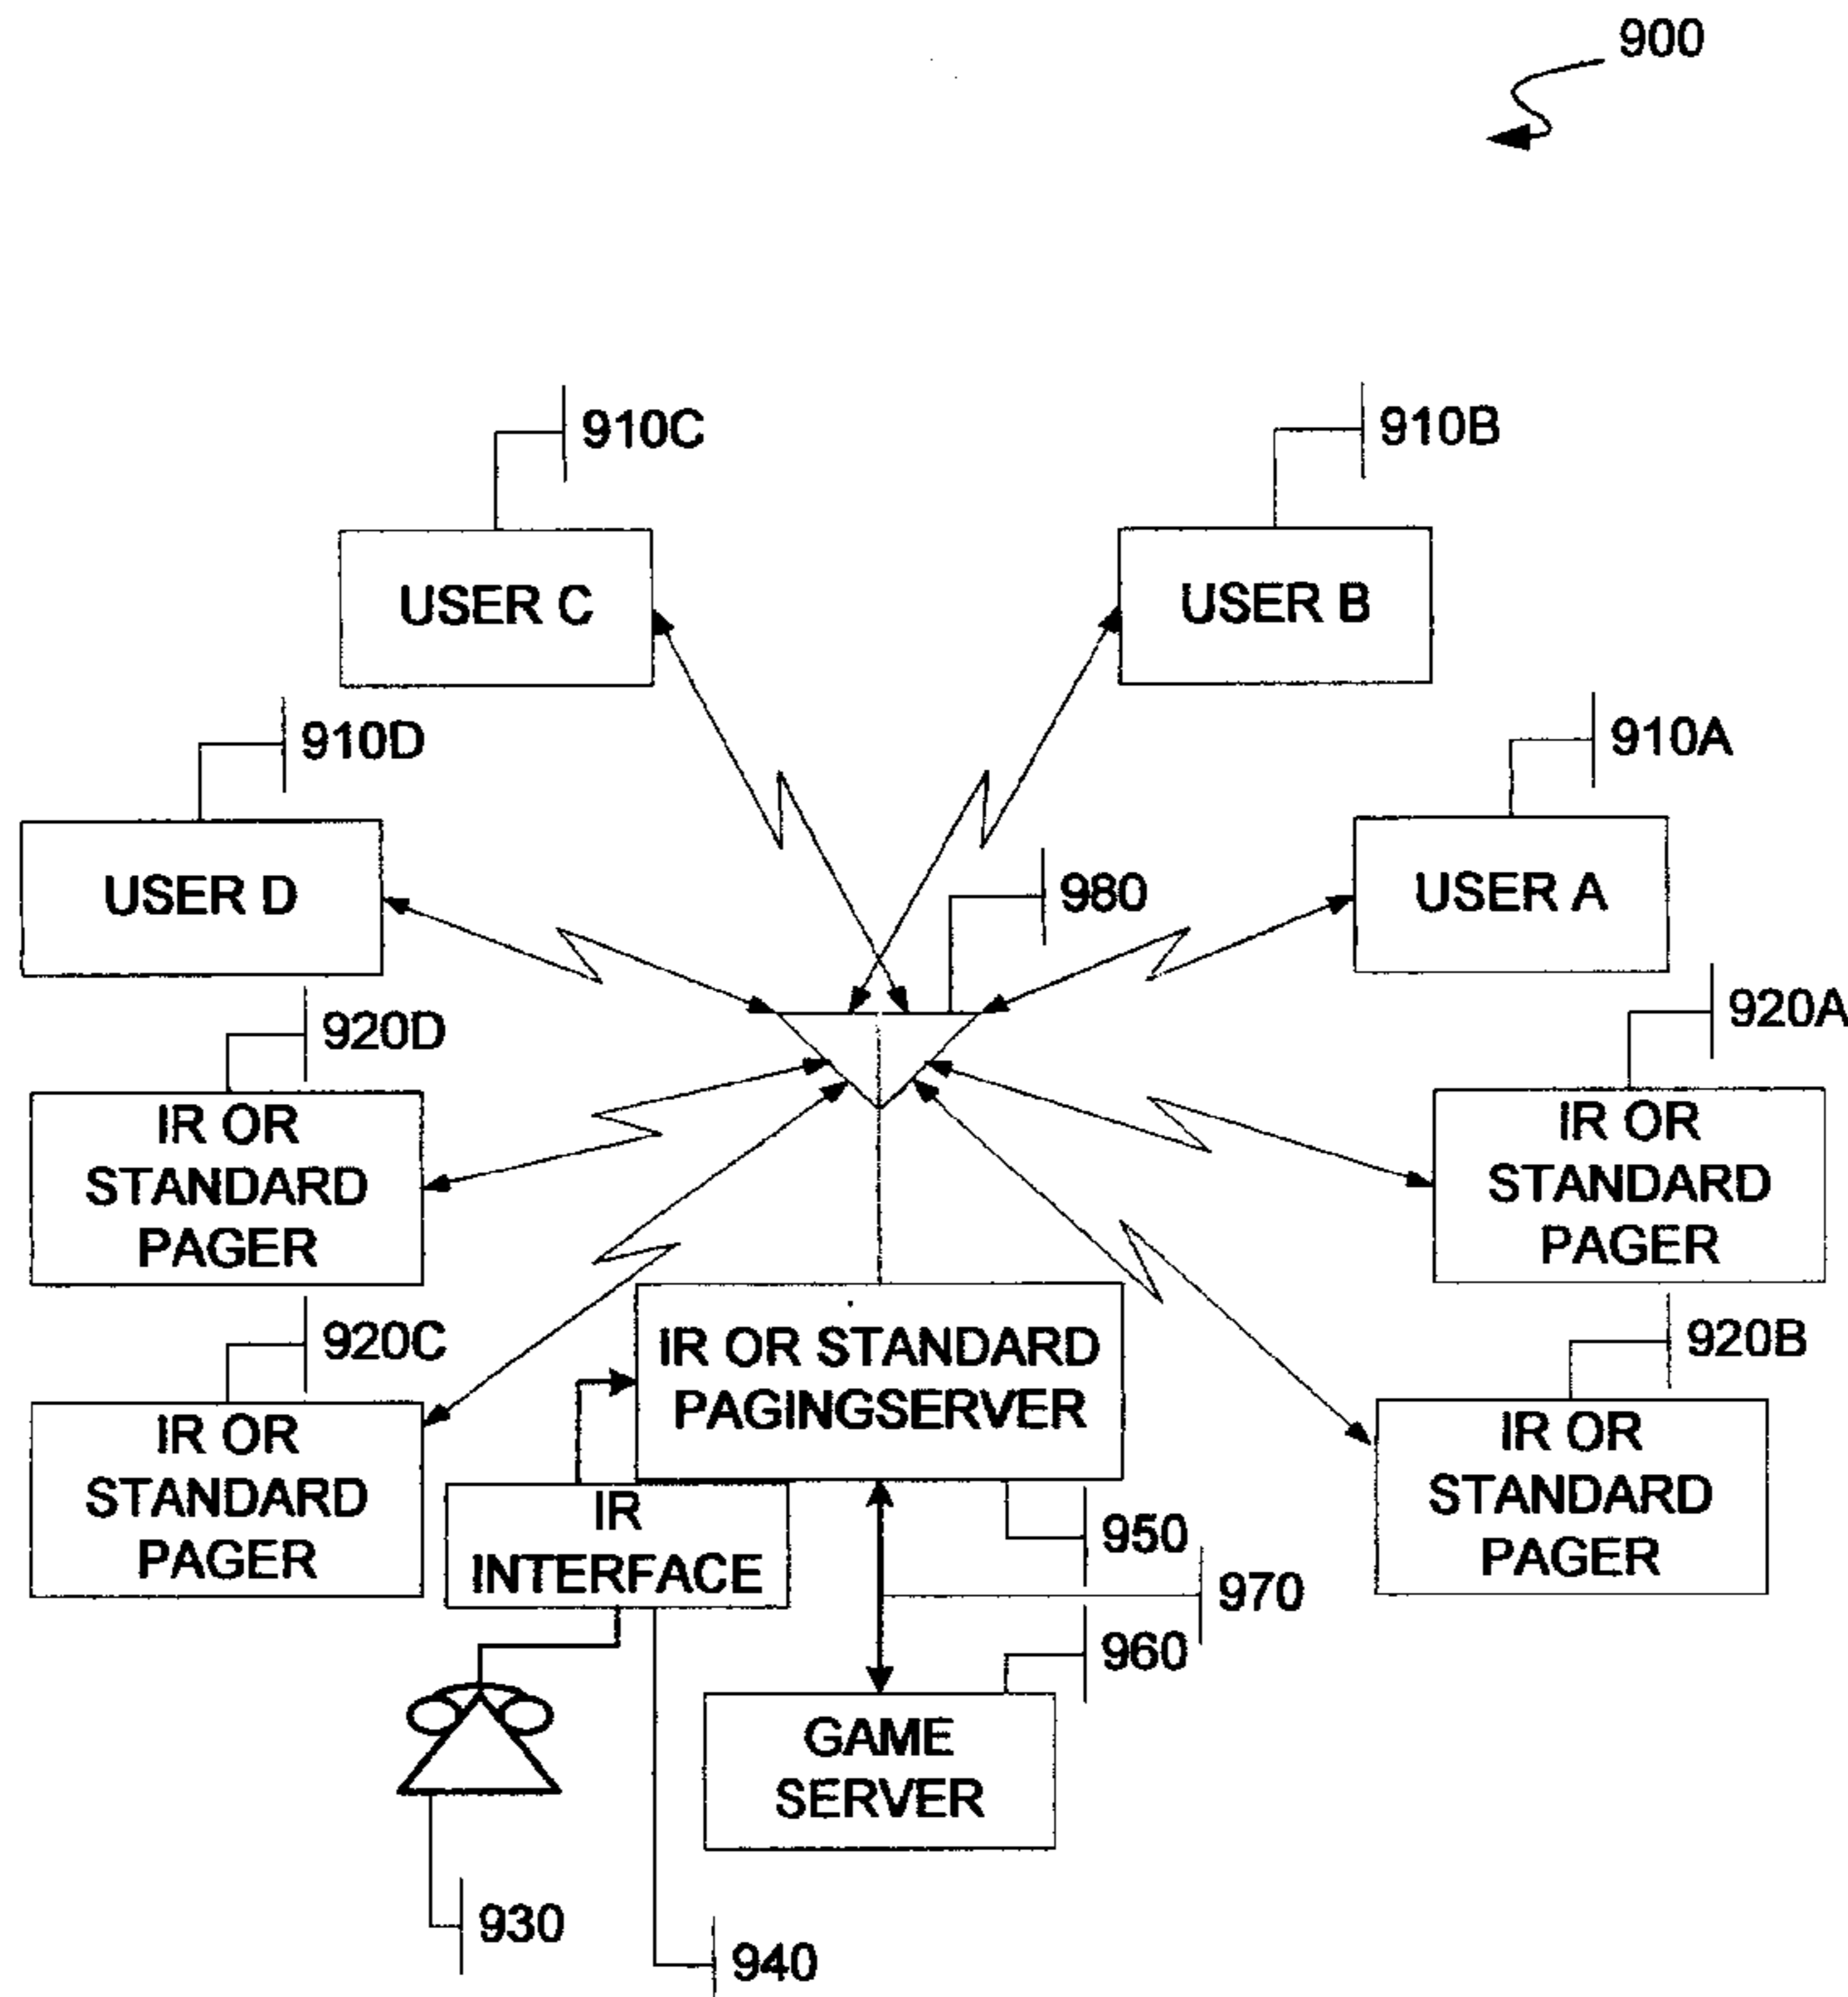 900
910C
910B
USER C
USER B
910D
910A
USER D
USER A
980
920D
920A
IR OR
STANDARD
PAGER
IR OR
STANDARD
PAGER
920C
920B
IR OR STANDARD
PAGINGSERVER
IR OR
STANDARD
PAGER
IR OR
STANDARD
PAGER
IR
INTERFACE
950
970
960
GAME
SERVER
930
940